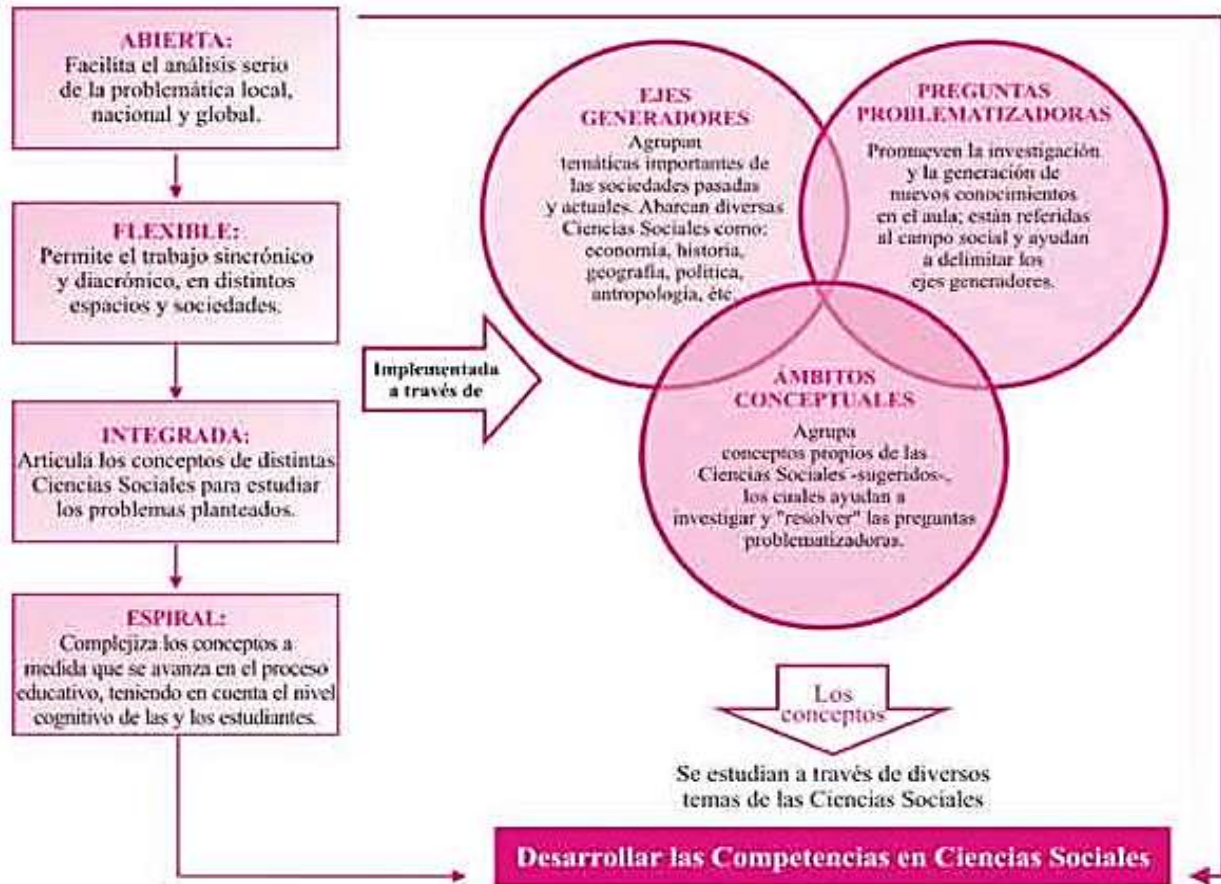 ABIERTA:
Facilita el análisis serio
de la problemática local,
nacional y global.
FLEXIBLE:
Permite el trabajo sincrónico
y diacrónico, en distintos
espacios y sociedades.
INTEGRADA:
Articula los conceptos de distintas
Ciencias Sociales para estudiar
los problemas planteados.
ESPIRAL:
Complejiza los conceptos a
medida que se avanza en el proceso
educativo, teniendo en cuenta el nivel
cognitivo de las y los estudiantes.
Implementada
a través de
EJES
GENERADORES
Agrupan
temáticas importantes de
las sociedades pasadas
y actuales. Abarcan diversas
Ciencias Sociales como:
economía, historia,
geografía, política,
antropología, étc
PREGUNTAS
PROBLEMATIZADORAS
Promueven la investigación
y la generación de
nuevos conocimientos
en el aula; están referidas
al campo social y ayudan
a delimitar los
ejes generadores.
ÁMBITOS
CONCEPTUALES
Agrupa
conceptos propios de las
Ciencias Sociales -sugeridos-,
los cuales ayudan a
investigar y "resolver" las preguntas
problematizadoras.
Los
conceptos
Se estudian a través de diversos
temas de las Ciencias Sociales
Desarrollar las Competencias en Ciencias Sociales